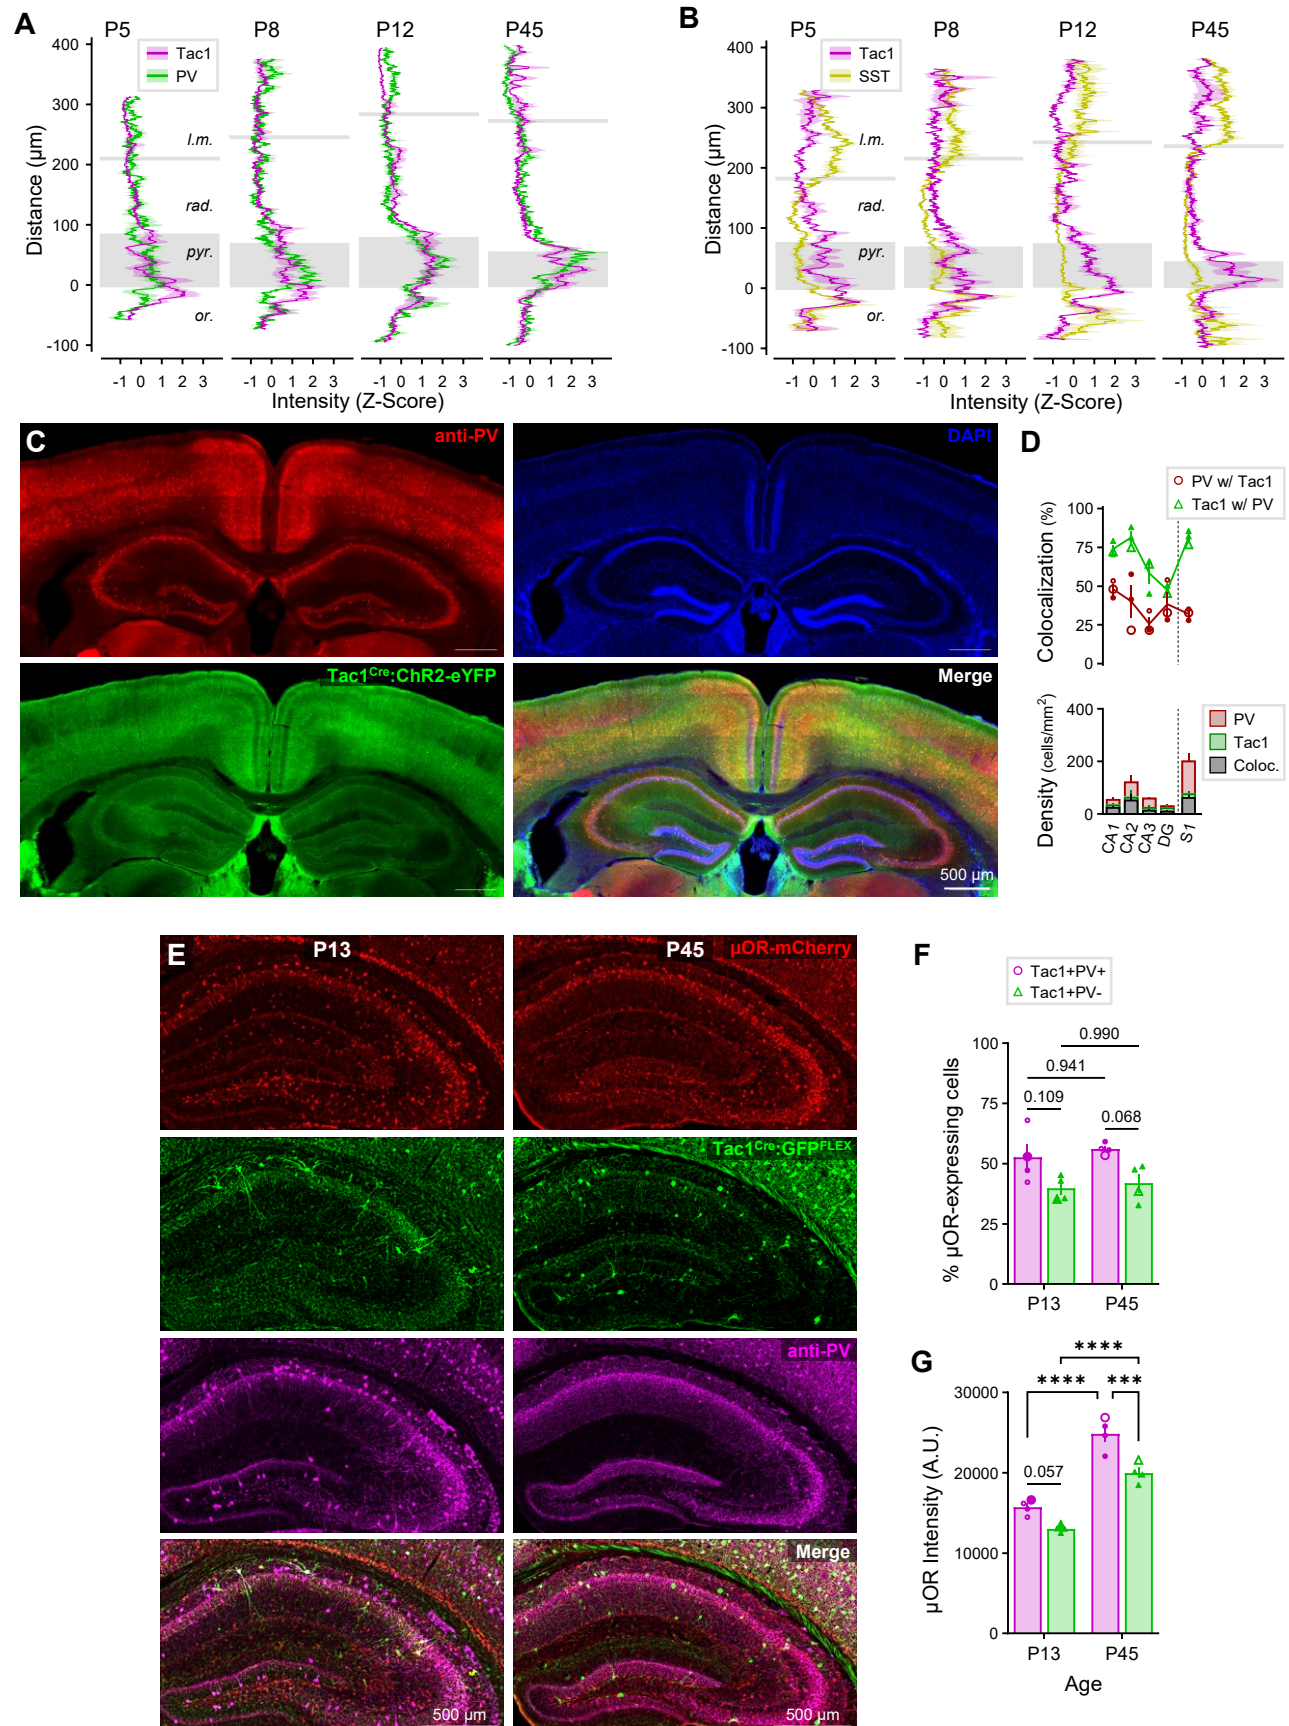 A
P5
P8
P12
P45
Tac1
PV
Distance (µm)
400
300
200
100
0
-100
l.m.
rad.
pyr.
or.
-1 0 1 2 3
-1 0 1 2 3
-1 0 1 2 3
-1 0 1 2 3
Intensity (Z-Score)
B
P5
P8
P12
P45
Tac1
SST
Distance (µm)
400
300
200
100
0
-100
l.m.
rad.
pyr.
or.
-1 0 1 2 3
-1 0 1 2 3
-1 0 1 2 3
-1 0 1 2 3
Intensity (Z-Score)
C
anti-PV
DAPI
Tac1Cre:ChR2-eYFP
Merge
500 µm
D
PV w/ Tac1
Tac1 w/ PV
Colocalization (%)
100
75
50
25
0
Density (cells/mm2)
400
200
0
PV
Tac1
Coloc.
CA1
CA2
CA3
DG
S1
E
P13
P45
µOR-mCherry
Tac1Cre:GFPFLEX
anti-PV
Merge
500 µm
500 µm
F
Tac1+PV+
Tac1+PV-
% µOR-expressing cells
100
75
50
25
0
0.990
0.941
0.109
0.068
P13
P45
G
µOR Intensity (A.U.)
30000
20000
10000
0
****
****
***
0.057
P13
P45
Age